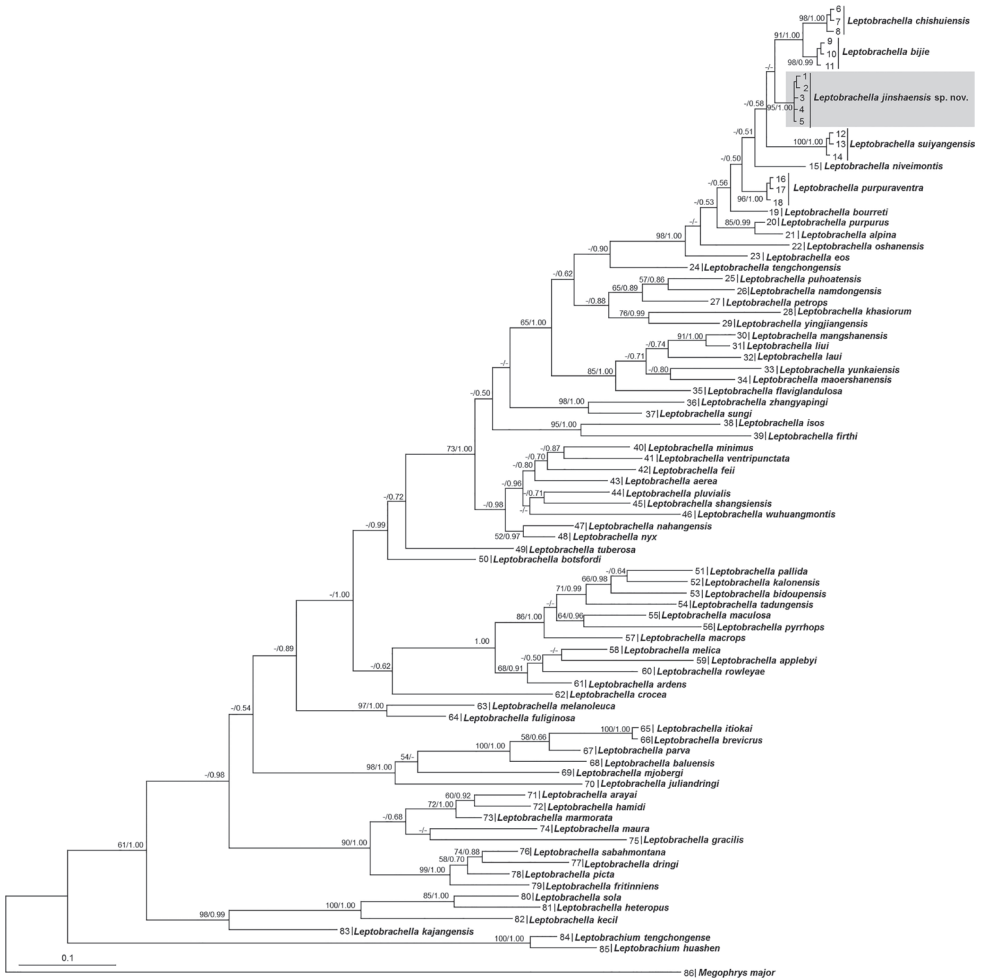 98/1.00 6
7 Leptobrachella chishuiensis
8
91/1.00
9
10 Leptobrachella bijie
98/0.99 11
-/-
1
2
3 Leptobrachella jinshaensis sp. nov.
95/1.00 4
5
-/0.58
12
100/1.00 13 Leptobrachella suiyangensis
14
-/0.51
15 Leptobrachella niveimontis
-/0.50
16
17 Leptobrachella purpuraventra
96/1.00 18
-/0.56
19 Leptobrachella bourreti
-/0.53
85/0.99 20 Leptobrachella purpurus
21 Leptobrachella alpina
-/-
22 Leptobrachella oshanensis
98/1.00
23 Leptobrachella eos
-/0.90
24 Leptobrachella tengchongensis
-/0.62
57/0.86 25 Leptobrachella puhoatensis
65/0.89 26 Leptobrachella namdongensis
27 Leptobrachella petrops
-/0.88
28 Leptobrachella khasiorum
76/0.99
29 Leptobrachella yingjiangensis
65/1.00
91/1.00 30 Leptobrachella mangshanensis
-/0.74 31 Leptobrachella liui
32 Leptobrachella laui
-/0.71
-/0.80 33 Leptobrachella yunkaiensis
34 Leptobrachella maoershanensis
85/1.00
35 Leptobrachella flaviglandulosa
-/-
98/1.00 36 Leptobrachella zhangyapingi
37 Leptobrachella sungi
-/0.50
38 Leptobrachella isos
95/1.00
39 Leptobrachella firthi
73/1.00
-/0.87 40 Leptobrachella minimus
-/0.70 41 Leptobrachella ventripunctata
-/0.80 42 Leptobrachella feii
43 Leptobrachella aerea
-/0.96
-/0.71 44 Leptobrachella pluvialis
45 Leptobrachella shangsiensis
-/-
46 Leptobrachella wuhuangmontis
-/0.98
47 Leptobrachella nahangensis
52/0.97 48 Leptobrachella nyx
-/0.72
49 Leptobrachella tuberosa
-/0.99
50 Leptobrachella botsfordi
-/0.64 51 Leptobrachella pallida
66/0.98 52 Leptobrachella kalonensis
71/0.99 53 Leptobrachella bidoupensis
54 Leptobrachella tadungensis
-/-
64/0.96 55 Leptobrachella maculosa
56 Leptobrachella pyrrhops
86/1.00
57 Leptobrachella macrops
-/1.00
1.00
-/- 58 Leptobrachella melica
-/0.50 59 Leptobrachella applebyi
60 Leptobrachella rowleyae
68/0.91
61 Leptobrachella ardens
-/0.62
62 Leptobrachella crocea
-/0.89
97/1.00 63 Leptobrachella melanoleuca
64 Leptobrachella fuliginosa
-/0.54
100/1.00 65 Leptobrachella itiokai
66 Leptobrachella brevicrus
58/0.66
67 Leptobrachella parva
100/1.00
68 Leptobrachella baluensis
54/-
69 Leptobrachella mjobergi
98/1.00
70 Leptobrachella juliandringi
-/0.98
60/0.92 71 Leptobrachella arayai
72/1.00 72 Leptobrachella hamidi
73 Leptobrachella marmorata
-/0.68
-/- 74 Leptobrachella maura
75 Leptobrachella gracilis
90/1.00
74/0.88 76 Leptobrachella sabahmontana
58/0.70 77 Leptobrachella dringi
78 Leptobrachella picta
99/1.00
79 Leptobrachella fritinniens
61/1.00
85/1.00 80 Leptobrachella sola
100/1.00 81 Leptobrachella heteropus
82 Leptobrachella kecil
98/0.99
83 Leptobrachella kajangensis
100/1.00 84 Leptobrachium tengchongense
85 Leptobrachium huashen
0.1
86 Megophrys major